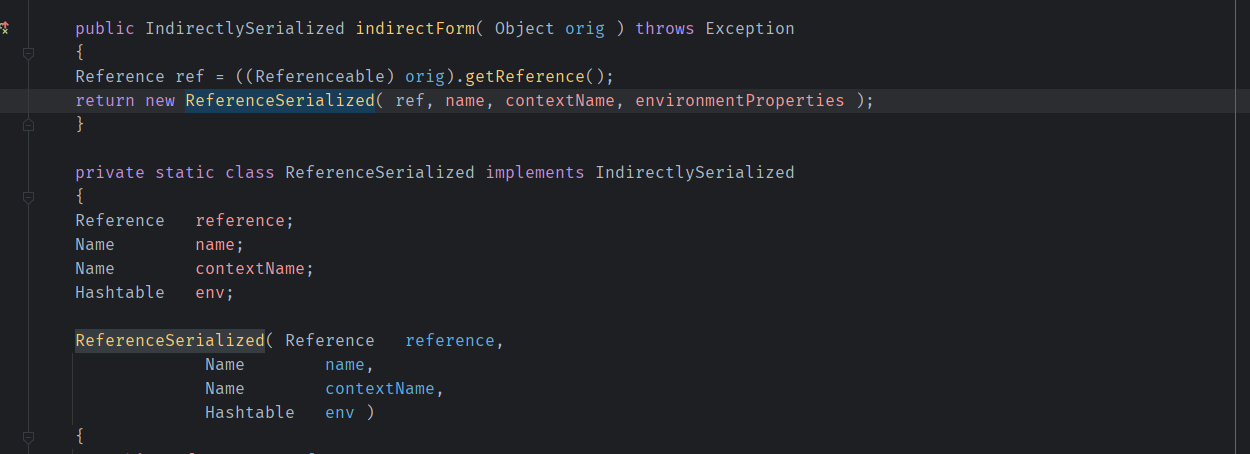 public IndirectlySerialized indirectForm( Object orig ) throws Exception
{
Reference ref = ((Referenceable) orig).getReference();
return new ReferenceSerialized( ref, name, contextName, environmentProperties );
}
private static class ReferenceSerialized implements IndirectlySerialized
{
Reference   reference;
Name        name;
Name        contextName;
Hashtable   env;
ReferenceSerialized( Reference   reference,
Name        name,
Name        contextName,
Hashtable   env )
{